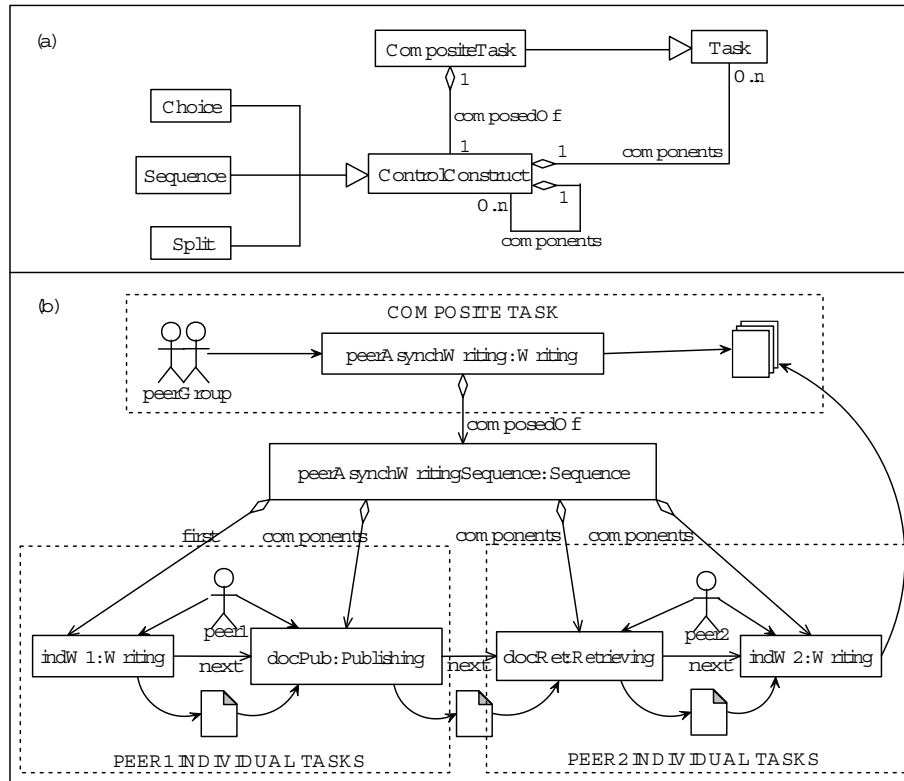 (a)
CompositeTask
Task
1
0..n
Choice
composedOf
1
1
components
Sequence
ControlConstruct
0..n
1
Split
components
(b)
COMPOSITE TASK
peerAsynchWriting:Writing
peerGroup
composedOf
peerAsynchWritingSequence:Sequence
first
components
components
components
peer1
peer2
indW1:Writing
docPub:Publishing
docRet:Retrieving
indW2:Writing
next
next
next
PEER1 INDIVIDUAL TASKS
PEER2 INDIVIDUAL TASKS